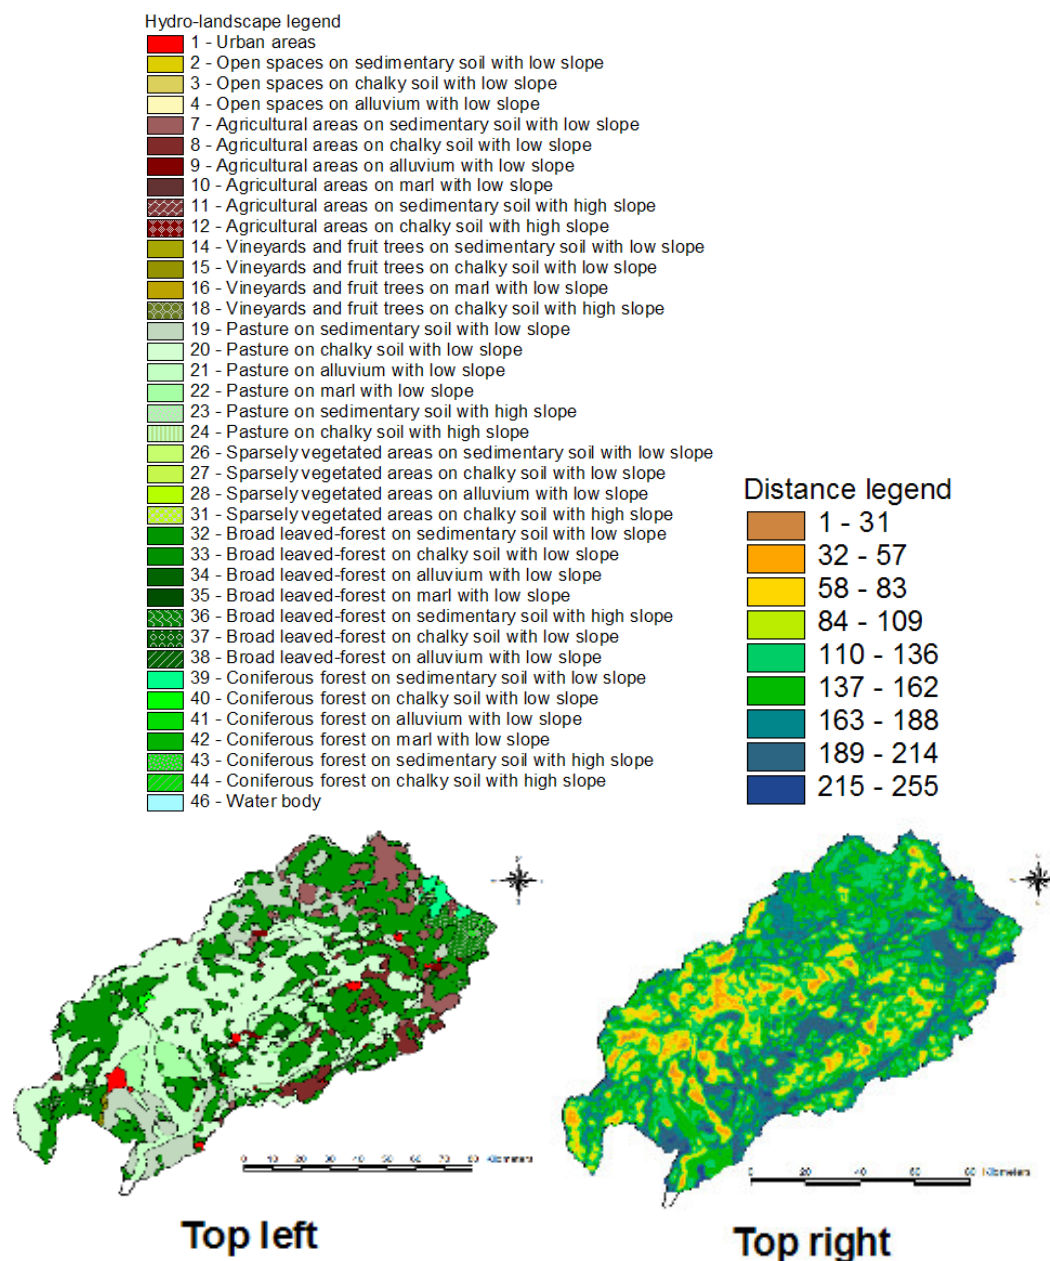 Hydro-landscape legend
1 - Urban areas
2 - Open spaces on sedimentary soil with low slope
3 - Open spaces on chalky soil with low slope
4 - Open spaces on alluvium with low slope
7 - Agricultural areas on sedimentary soil with low slope
8 - Agricultural areas on chalky soil with low slope
9 - Agricultural areas on alluvium with low slope
10 - Agricultural areas on marl with low slope
11 - Agricultural areas on sedimentary soil with high slope
12 - Agricultural areas on chalky soil with high slope
14 - Vineyards and fruit trees on sedimentary soil with low slope
15 - Vineyards and fruit trees on chalky soil with low slope
16 - Vineyards and fruit trees on marl with low slope
18 - Vineyards and fruit trees on chalky soil with high slope
19 - Pasture on sedimentary soil with low slope
20 - Pasture on chalky soil with low slope
21 - Pasture on alluvium with low slope
22 - Pasture on marl with low slope
23 - Pasture on sedimentary soil with high slope
24 - Pasture on chalky soil with high slope
26 - Sparsely vegetated areas on sedimentary soil with low slope
27 - Sparsely vegetated areas on chalky soil with low slope
28 - Sparsely vegetated areas on alluvium with low slope
31 - Sparsely vegetated areas on chalky soil with high slope
32 - Broad leaved-forest on sedimentary soil with low slope
33 - Broad leaved-forest on chalky soil with low slope
34 - Broad leaved-forest on alluvium with low slope
35 - Broad leaved-forest on marl with low slope
36 - Broad leaved-forest on sedimentary soil with high slope
37 - Broad leaved-forest on chalky soil with low slope
38 - Broad leaved-forest on alluvium with low slope
39 - Coniferous forest on sedimentary soil with low slope
40 - Coniferous forest on chalky soil with low slope
41 - Coniferous forest on alluvium with low slope
42 - Coniferous forest on marl with low slope
43 - Coniferous forest on sedimentary soil with high slope
44 - Coniferous forest on chalky soil with high slope
46 - Water body
Distance legend
1 - 31
32 - 57
58 - 83
84 - 109
110 - 136
137 - 162
163 - 188
189 - 214
215 - 255
0 10 20 30 40 50 60 70 80 Kilometers
0 20 40 60 80 Kilometers
Top left
Top right